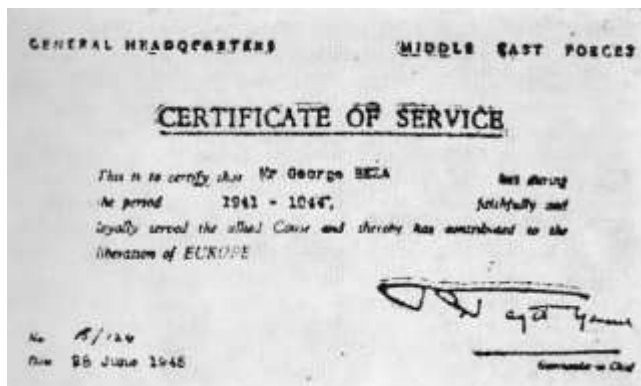 GENERAL HEADQUARTERS MIDDLE EAST FORCES
CERTIFICATE OF SERVICE
This is to certify that Mr George BEZA has during
the period 1941 - 1944, faithfully and
loyally served the allied Cause and thereby has contributed to the
liberation of EUROPE
No
Date 28 June 1945
Commander in Chief